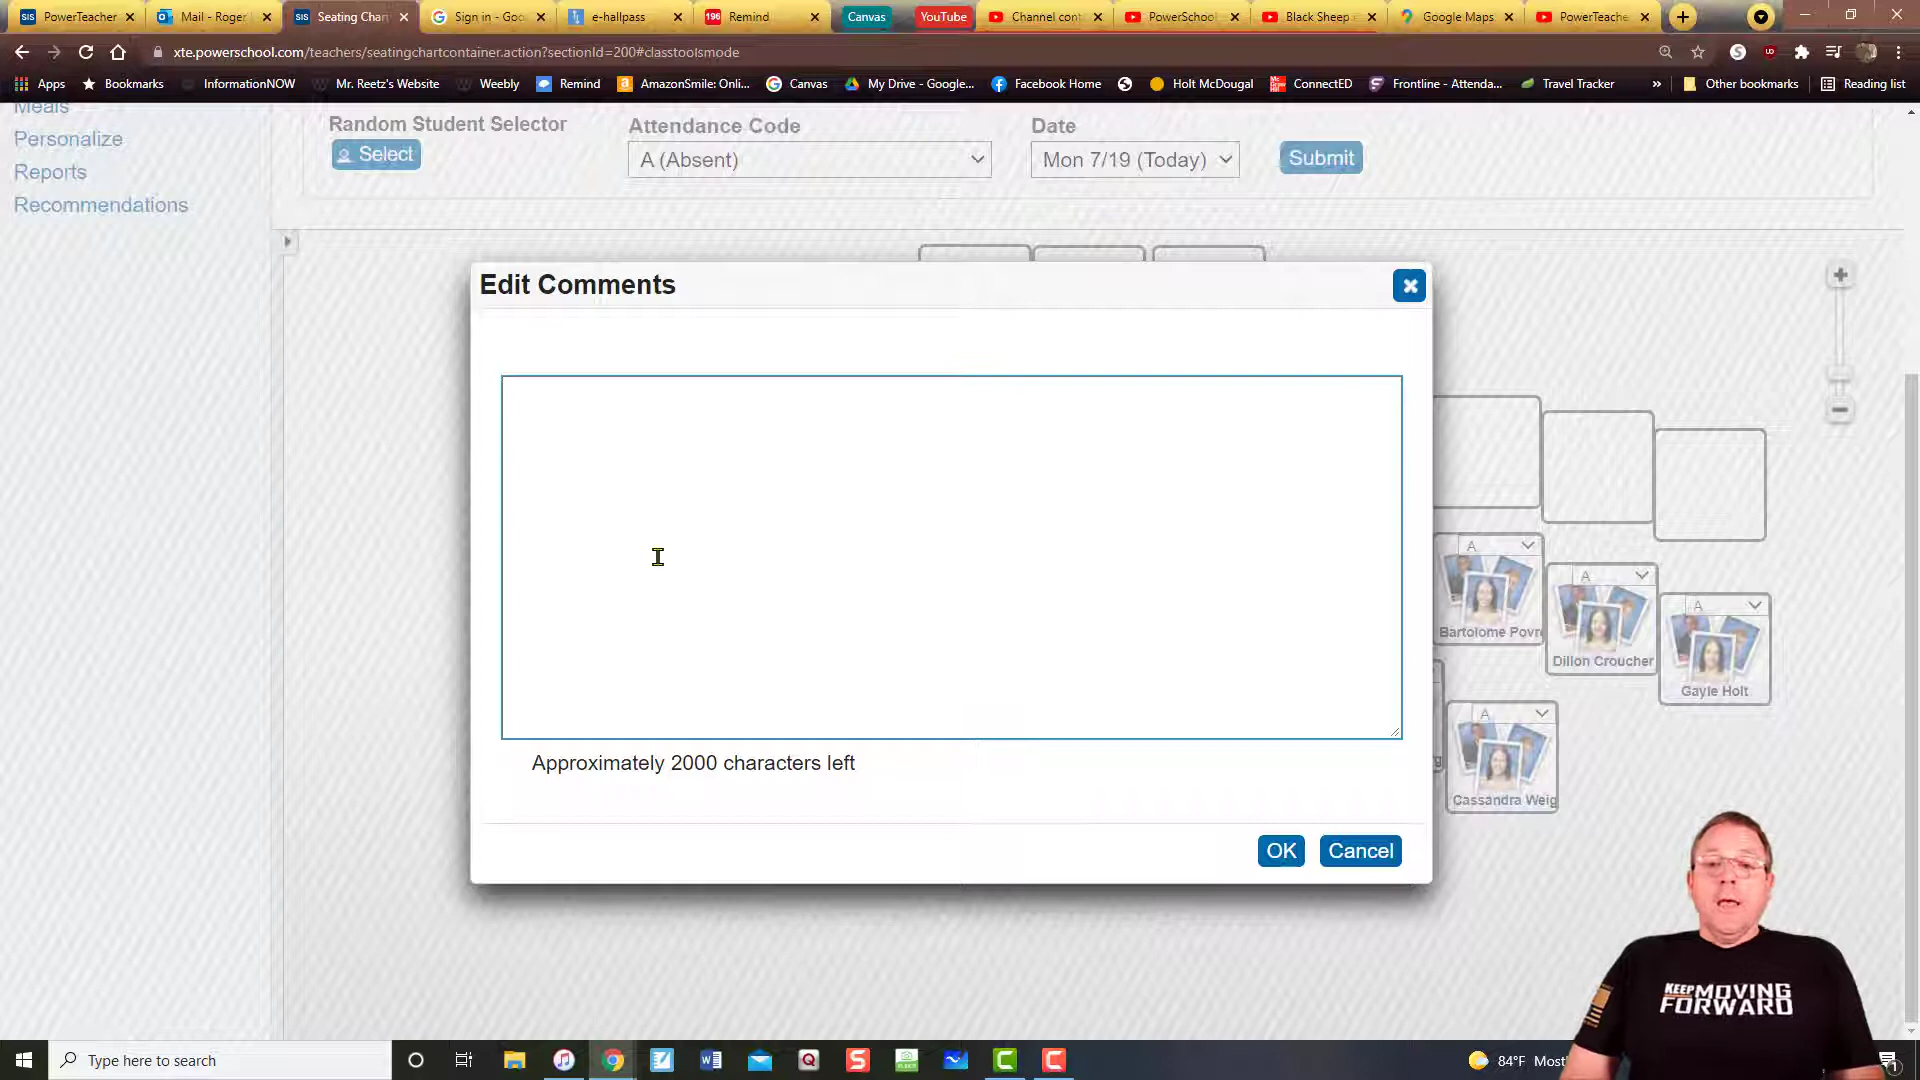 PowerTeacher
Mail - Roger
Seating Char
Sign in - Goo
e-hallpass
Remind
Canvas
YouTube
Channel cont
PowerSchool
Black Sheep
Google Maps
PowerTeache
xte.powerschool.com/teachers/seatingchartcontainer.action?sectionId=200#classtoolsmode
Apps
Bookmarks
InformationNOW
Mr. Reetz's Website
Weebly
Remind
AmazonSmile: Onli...
Canvas
My Drive - Google...
Facebook Home
Holt McDougal
ConnectED
Frontline - Attenda...
Travel Tracker
»
Other bookmarks
Reading list
Meals
Personalize
Reports
Recommendations
Random Student Selector
Select
Attendance Code
A (Absent)
Date
Mon 7/19 (Today)
Submit
Edit Comments
Approximately 2000 characters left
OK
Cancel
A
Bartolome Povr
A
Dillon Croucher
A
Gayle Holt
A
Cassandra Weig
KEEP MOVING
FORWARD
Type here to search
84°F Most